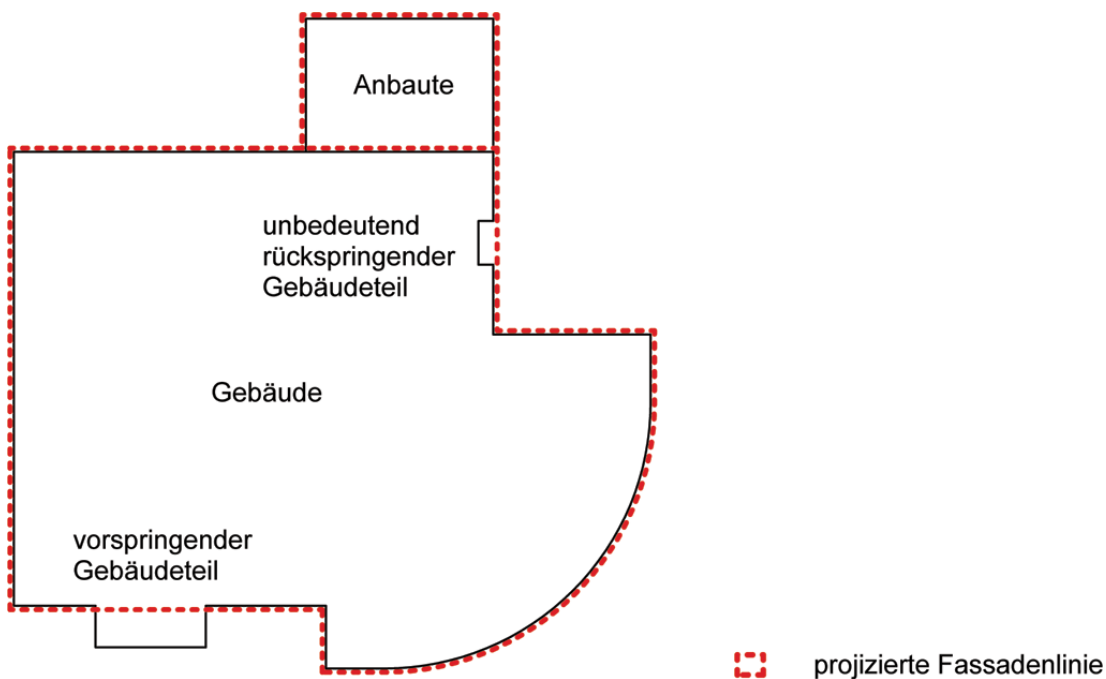 Anbaute
unbedeutend
rückspringender
Gebäudeteil
Gebäude
vorspringender
Gebäudeteil
projizierte Fassadenlinie